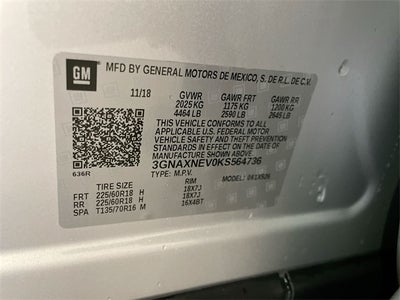 GM
MFD BY GENERAL MOTORS DE MEXICO, S. DE R.L. DE C.V.
11/18 GVWR GAWR FRT GAWR RR
2025 KG 1175 KG 1200 KG
4464 LB 2590 LB 2645 LB
THIS VEHICLE CONFORMS TO ALL
APPLICABLE U.S. FEDERAL MOTOR
VEHICLE SAFETY AND THEFT PREVENTION
STANDARDS IN EFFECT ON THE DATE OF
MANUFACTURE SHOWN ABOVE.
3GNAXNEV0KS564736
636R
TYPE: M.P.V. MODEL:
TIRE SIZE RIM
FRT 225/60R18 H 18X7J
RR 225/60R18 H 18X7J
SPA T135/70R16 M 16X4BT